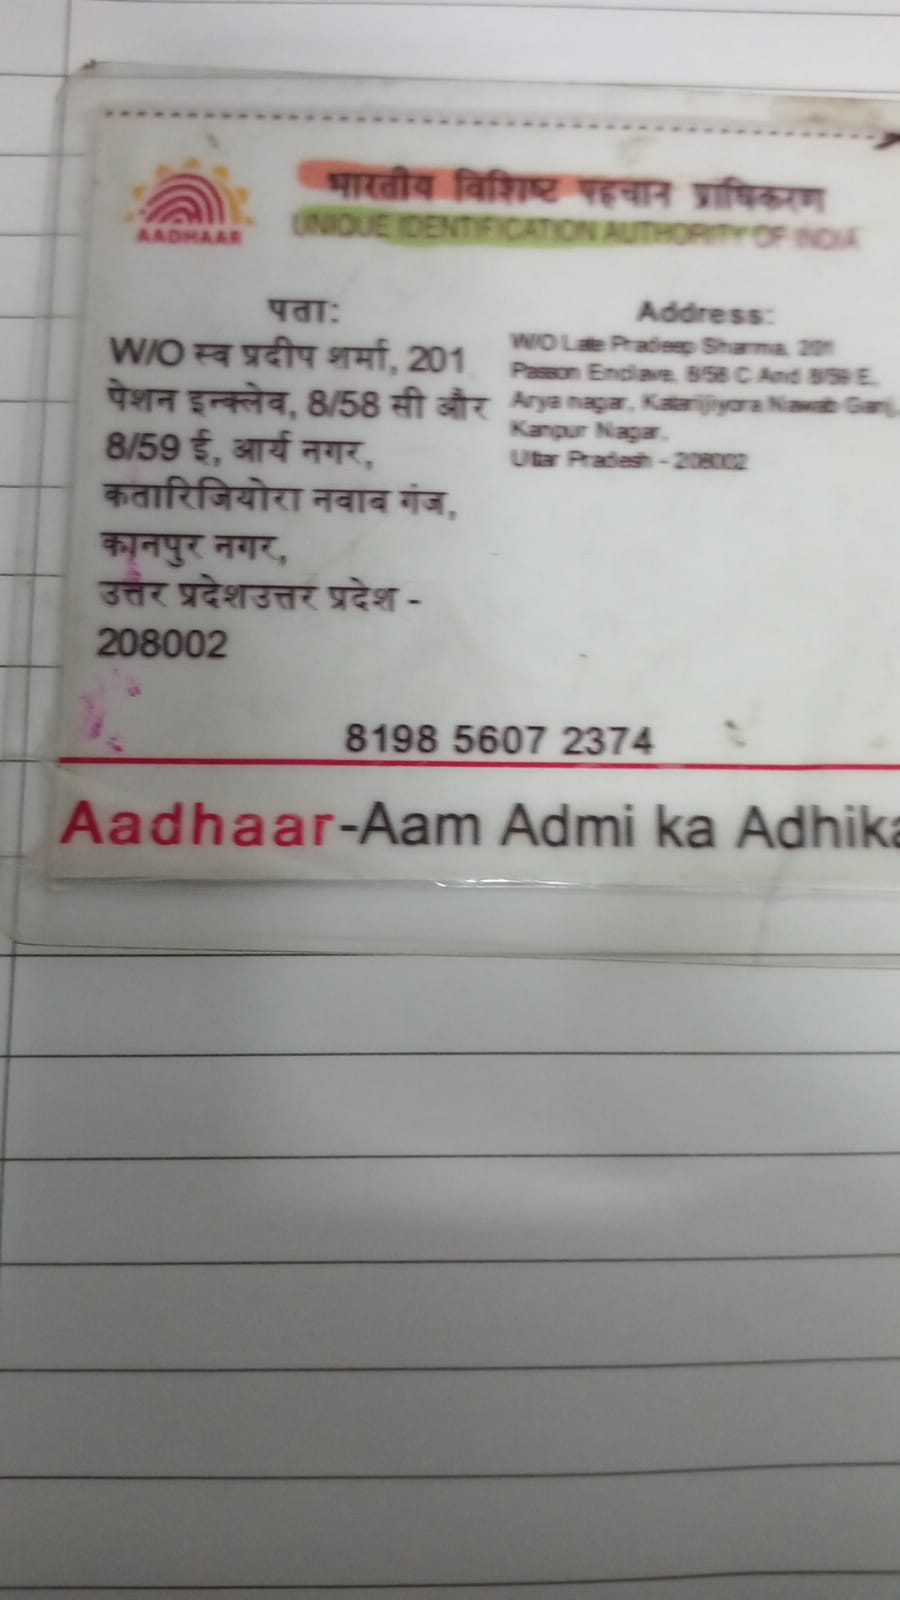 भारतीय विशिष्ट पहचान प्राधिकरण
UNIQUE IDENTIFICATION AUTHORITY OF INDIA
AADHAAR
पता:
W/O स्व प्रदीप शर्मा, 201
पेशन इन्क्लेव, 8/58 सी और
8/59 ई, आर्य नगर,
कतारिजियोरा नवाब गंज,
कानपुर नगर,
उत्तर प्रदेशउत्तर प्रदेश -
208002
Address:
W/O Late Pradeep Sharma, 201
Passon Enclave, 8/58 C And 8/59 E,
Arya nagar, Katarijiyora Nawab Ganj,
Kanpur Nagar,
Uttar Pradesh - 208002
8198 5607 2374
Aadhaar-Aam Admi ka Adhika